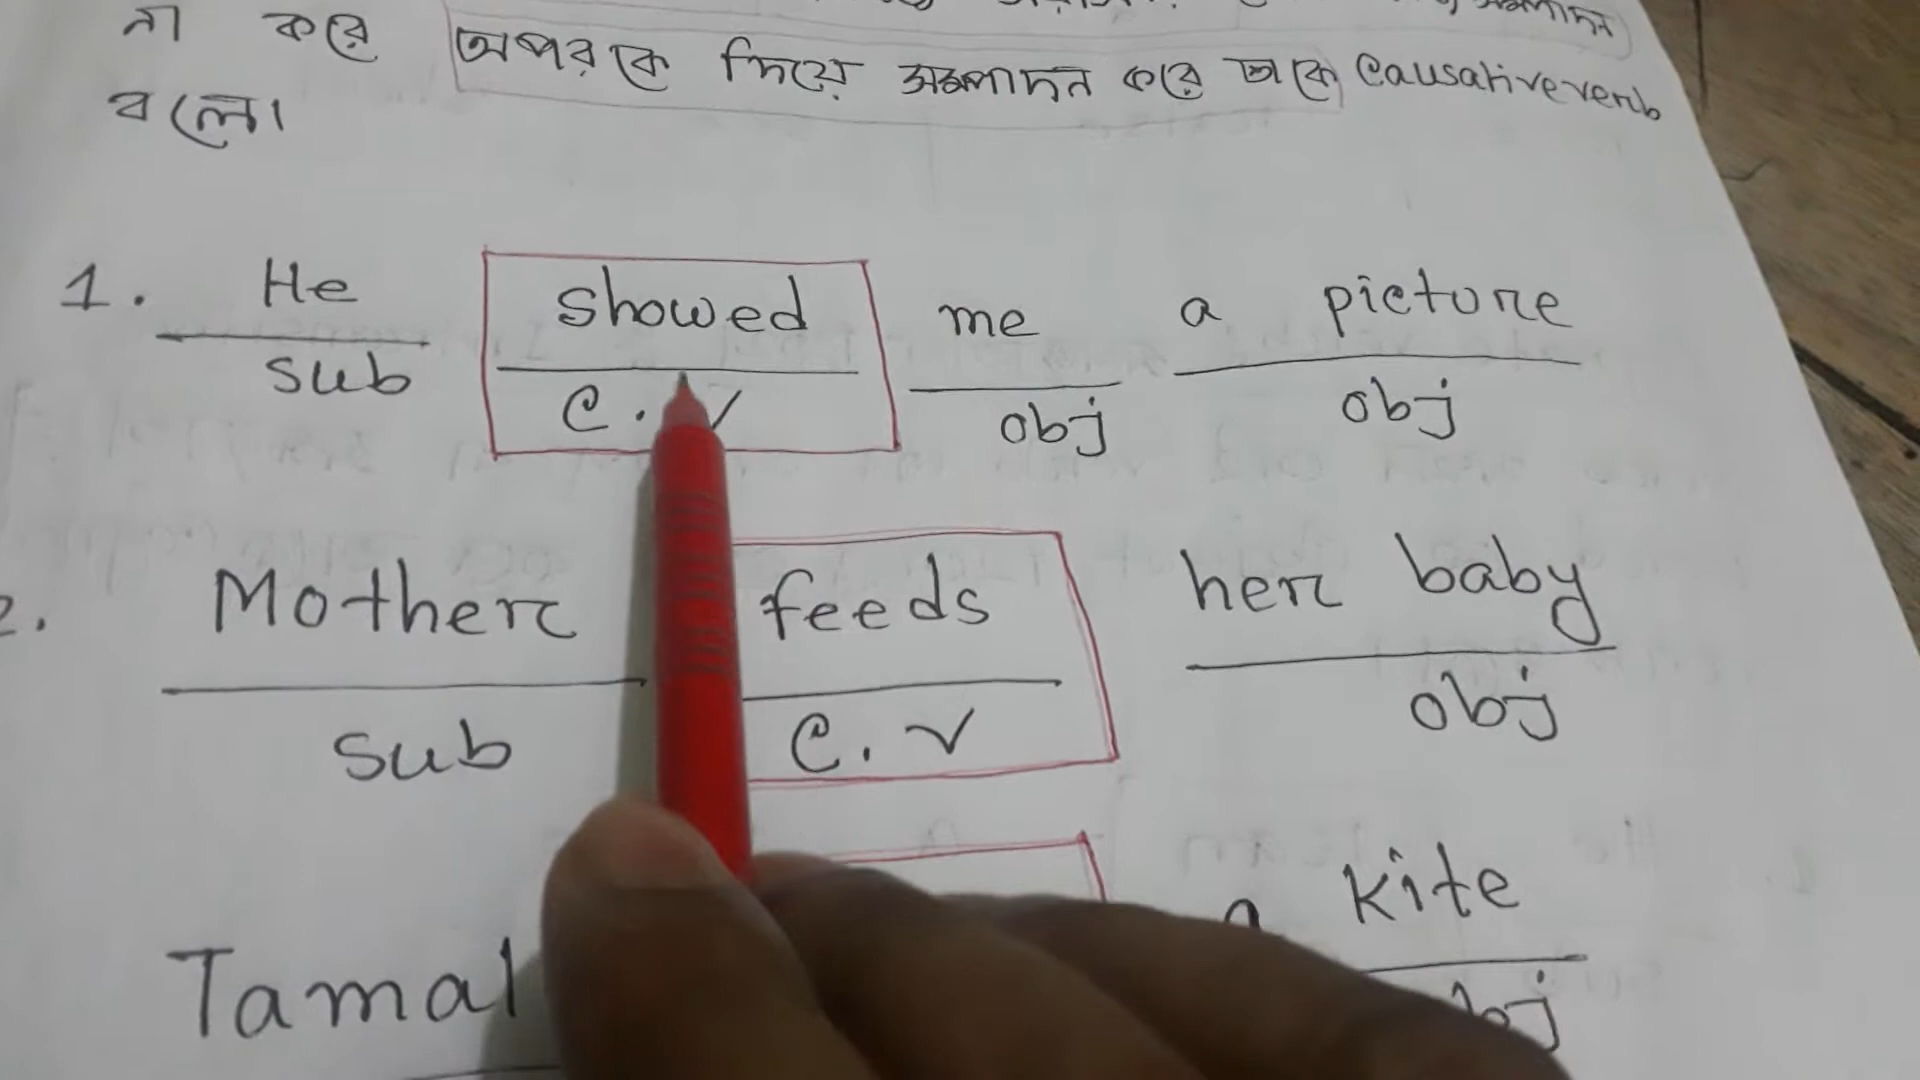 না করে অপরকে দিয়ে সম্পাদন করে তাকে Causative verb
বলে।
1. He showed me a picture
sub C.V obj obj
2. Mother feeds her baby
sub C.V obj
Tamal a kite
obj